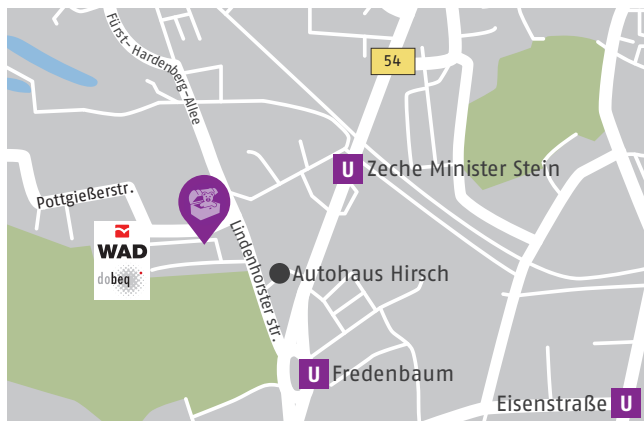 Fürst-Hardenberg-Allee
54
U Zeche Minister Stein
Pottgießerstr.
WAD
dobeq
Lindenhorster str.
Autohaus Hirsch
U Fredenbaum
Eisenstraße U